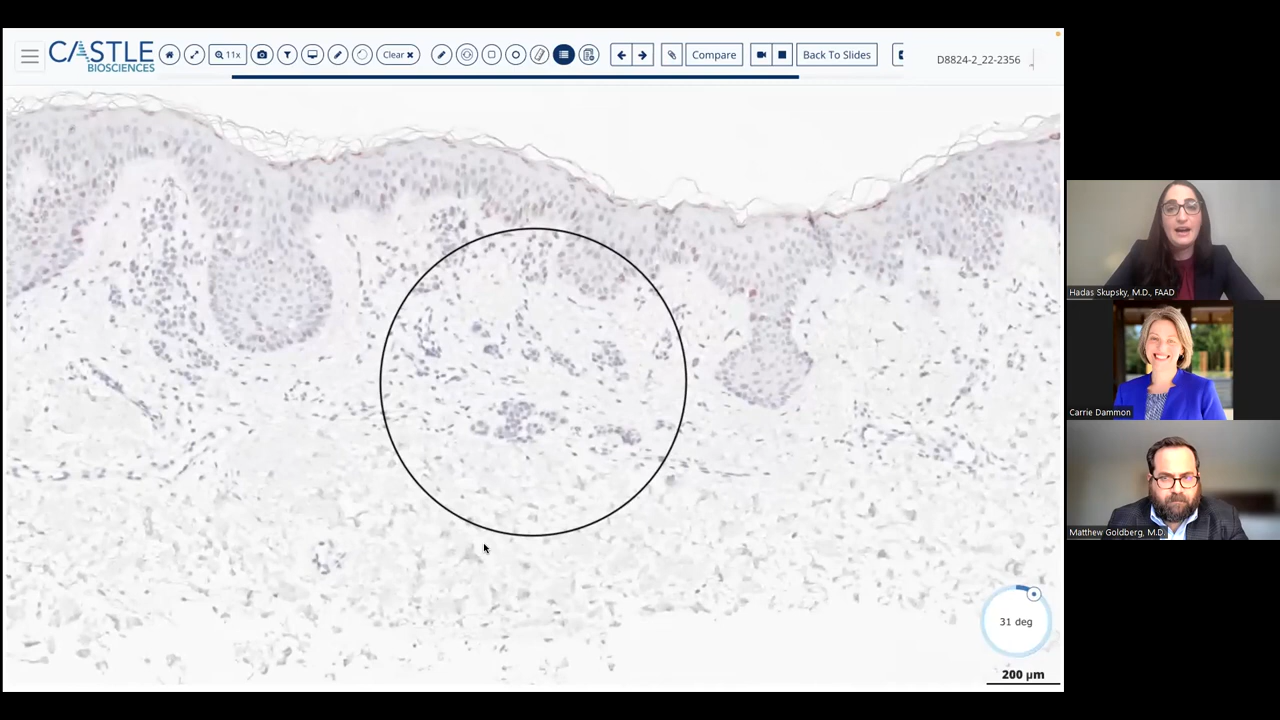 CASTLE
BIOSCIENCES
11x
Clear
Compare
Back To Slides
D8824-2_22-2356
Hadas Skupsky, M.D., FAAD
Carrie Dammon
Matthew Goldberg, M.D.
31 deg
200 µm